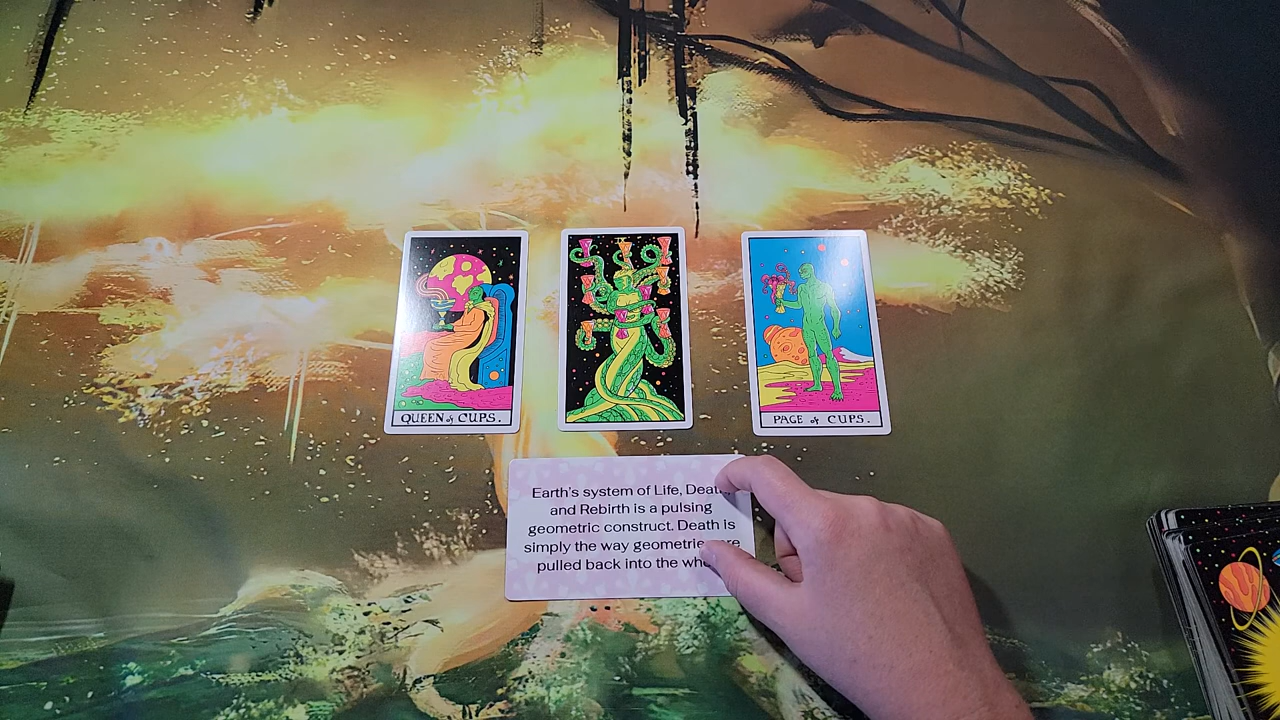 QUEEN of CUPS.
PAGE of CUPS.
Earth's system of Life, Death
and Rebirth is a pulsing
geometric construct. Death is
simply the way geometries are
pulled back into the